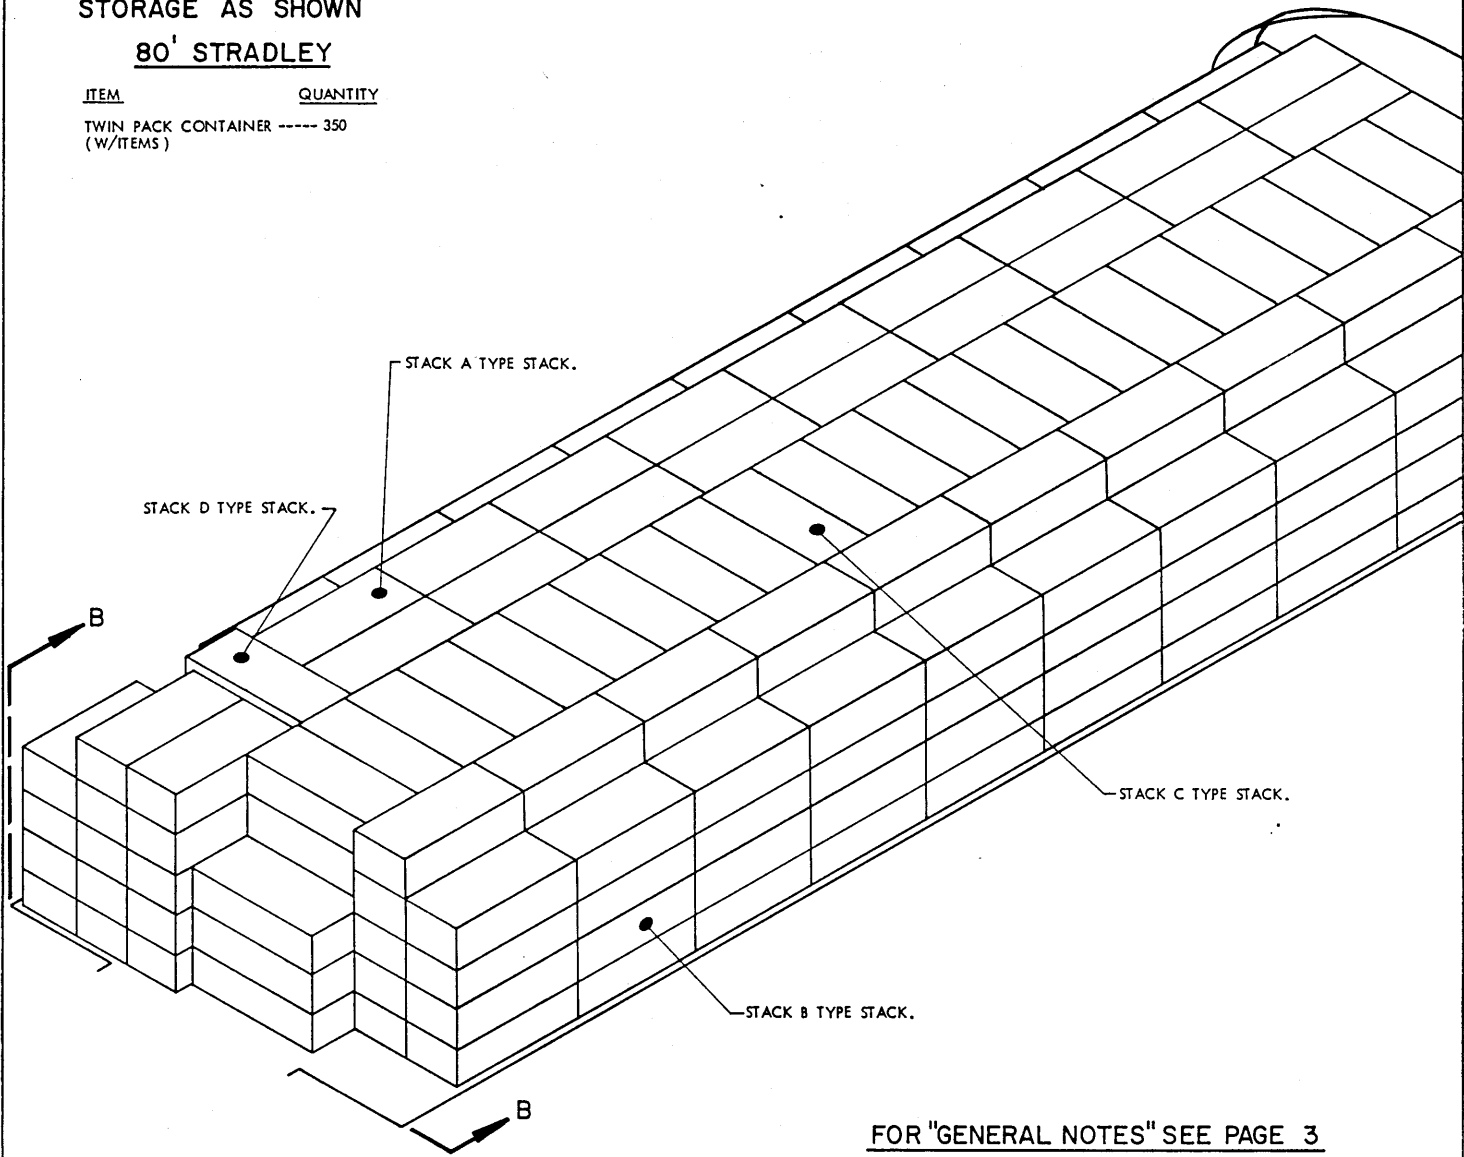 STORAGE AS SHOWN
80' STRADLEY
ITEM QUANTITY
TWIN PACK CONTAINER ----- 350
(W/ITEMS)
STACK A TYPE STACK.
STACK D TYPE STACK.
B
STACK C TYPE STACK.
STACK B TYPE STACK.
B
FOR "GENERAL NOTES" SEE PAGE 3